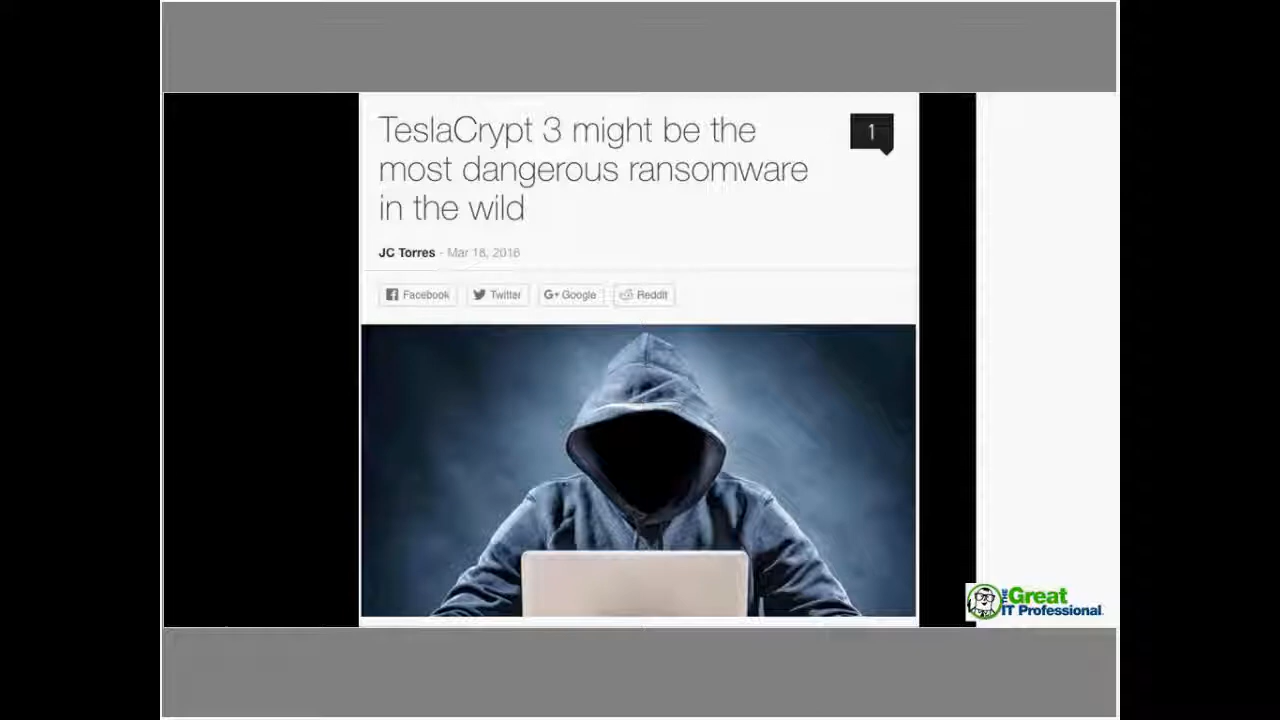 TeslaCrypt 3 might be the
most dangerous ransomware
in the wild
1
JC Torres - Mar 18, 2016
Facebook Twitter G+ Google Reddit
THE Great
IT Professional